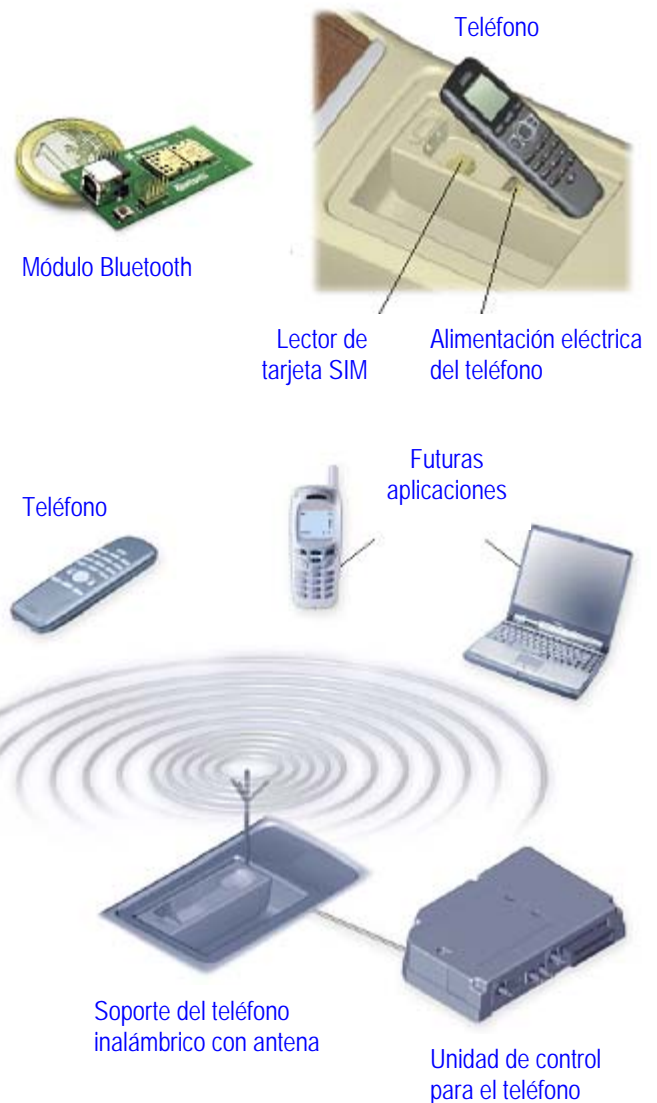 Teléfono
Módulo Bluetooth
Lector de
tarjeta SIM
Alimentación eléctrica
del teléfono
Futuras
aplicaciones
Teléfono
Soporte del teléfono
inalámbrico con antena
Unidad de control
para el teléfono